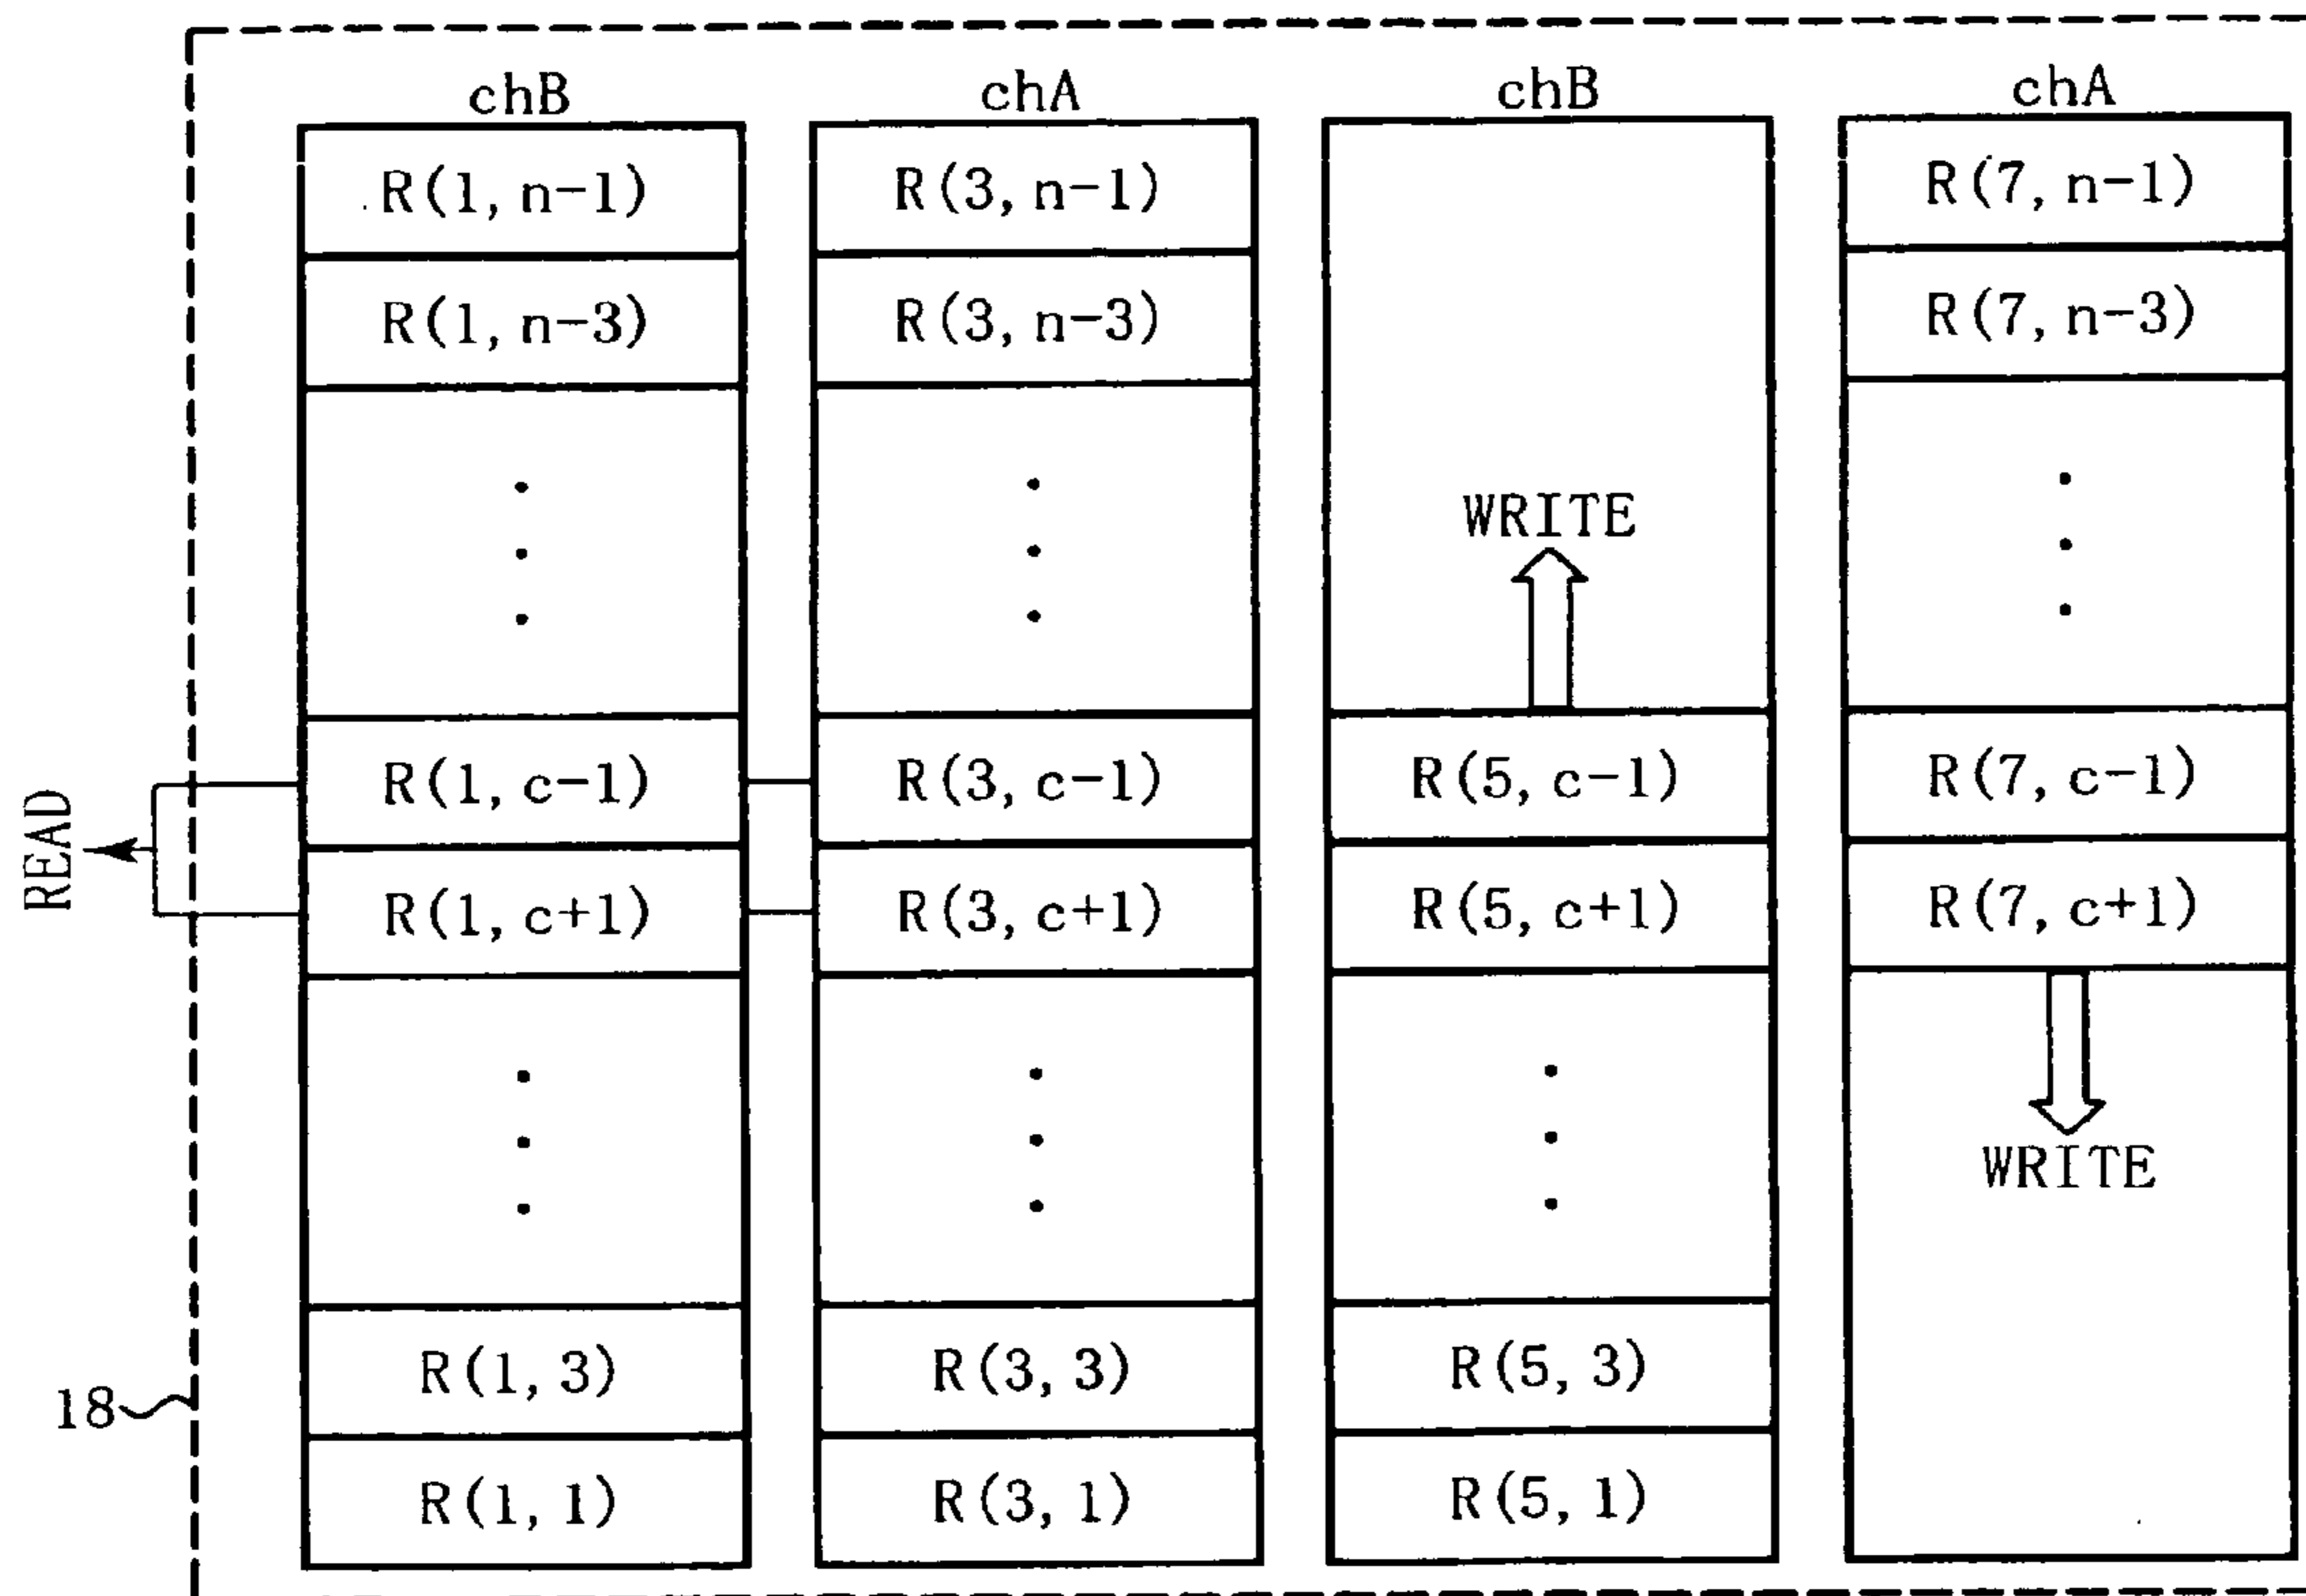 chB chA chB chA
R(1, n-1) R(3, n-1) R(7, n-1)
R(1, n-3) R(3, n-3) R(7, n-3)
WRITE
R(1, c-1) R(3, c-1) R(5, c-1) R(7, c-1)
READ
R(1, c+1) R(3, c+1) R(5, c+1) R(7, c+1)
WRITE
R(1, 3) R(3, 3) R(5, 3)
18
R(1, 1) R(3, 1) R(5, 1)